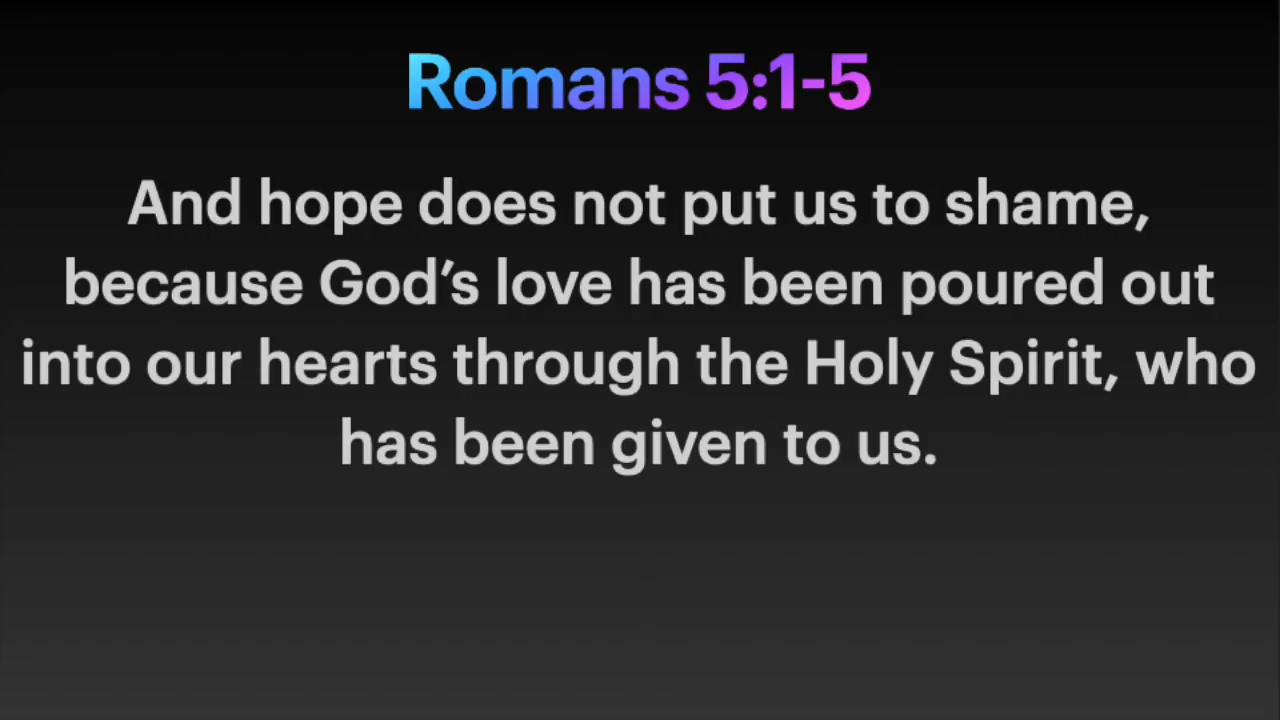 Romans 5:1-5
And hope does not put us to shame,
because God’s love has been poured out
into our hearts through the Holy Spirit, who
has been given to us.